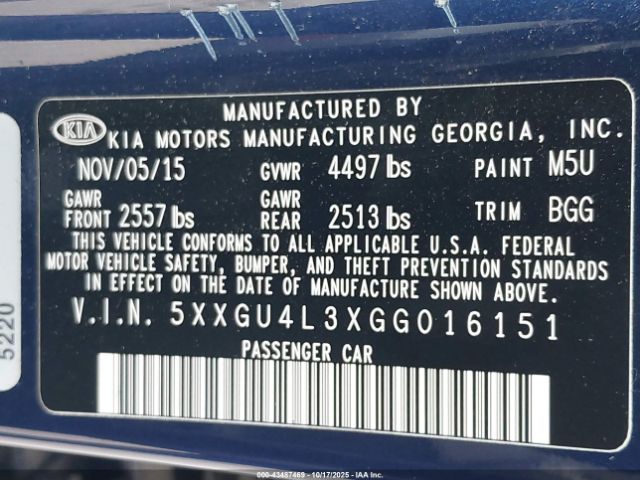 MANUFACTURED BY
KIA KIA MOTORS MANUFACTURING GEORGIA, INC.
NOV/05/15 GVWR 4497 lbs PAINT M5U
GAWR FRONT 2557 lbs GAWR REAR 2513 lbs TRIM BGG
THIS VEHICLE CONFORMS TO ALL APPLICABLE U.S.A. FEDERAL
MOTOR VEHICLE SAFETY, BUMPER, AND THEFT PREVENTION STANDARDS
IN EFFECT ON THE DATE OF MANUFACTURE SHOWN ABOVE.
V.I.N. 5XXGU4L3XGG016151
PASSENGER CAR
5220
000-43487469 - 10/17/2025 - IAA Inc.